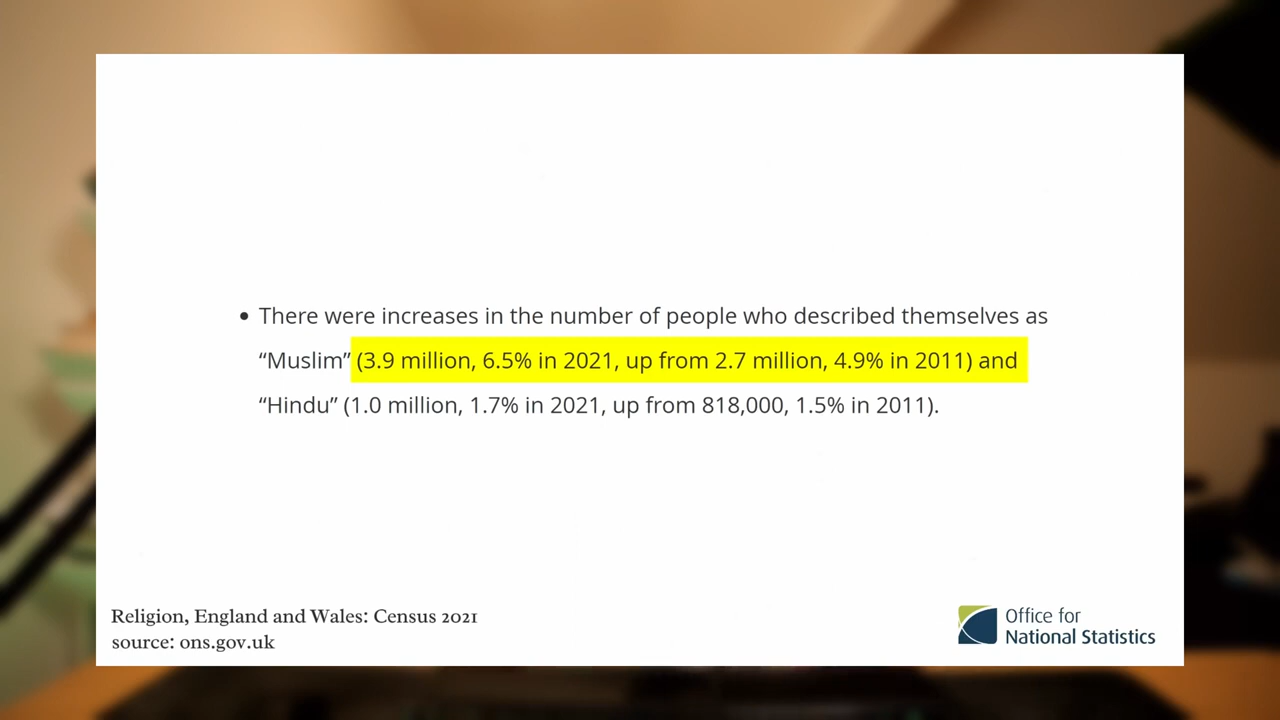 • There were increases in the number of people who described themselves as
“Muslim” (3.9 million, 6.5% in 2021, up from 2.7 million, 4.9% in 2011) and
“Hindu” (1.0 million, 1.7% in 2021, up from 818,000, 1.5% in 2011).
Religion, England and Wales: Census 2021
source: ons.gov.uk
Office for
National Statistics